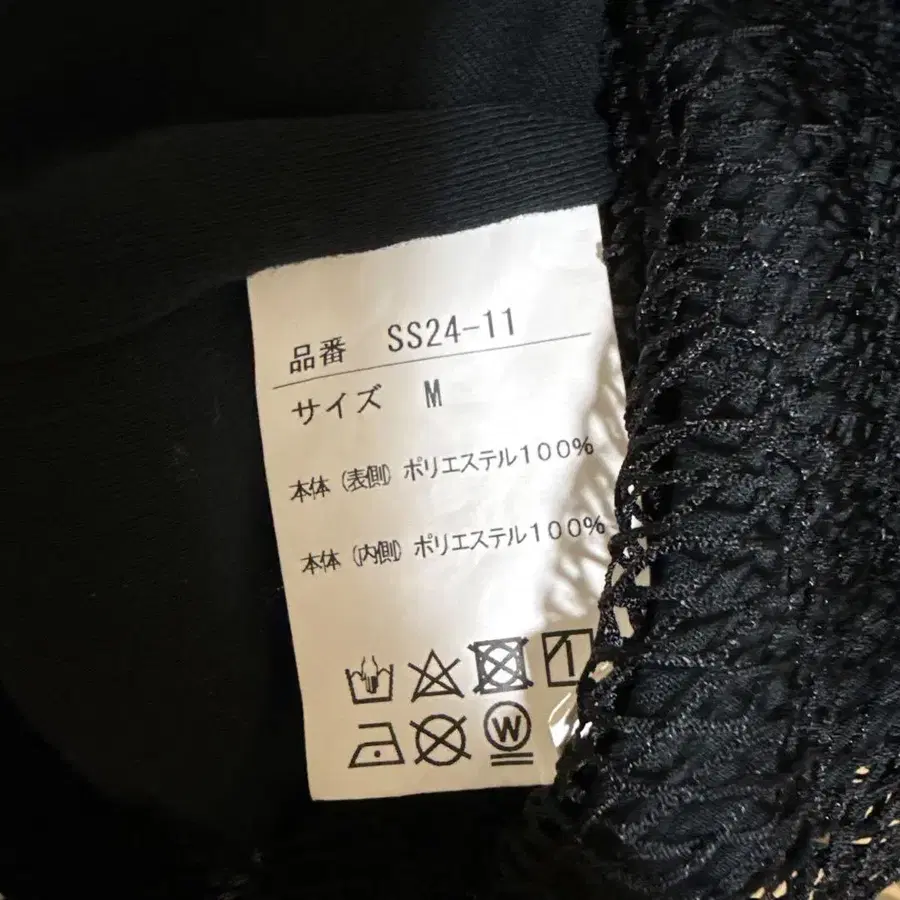 品番 SS24-11
サイズ M
本体（表側）ポリエステル100%
本体（内側）ポリエステル100%
W